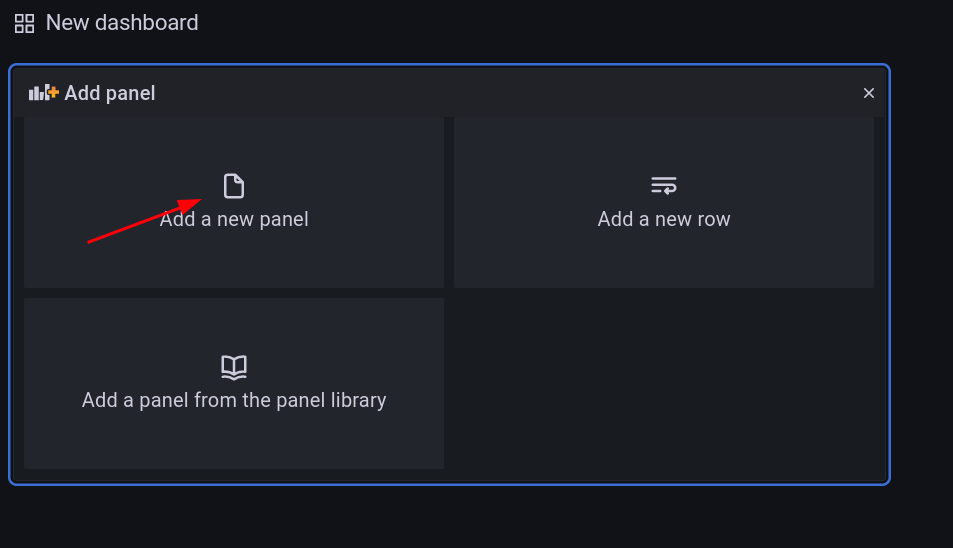 New dashboard
Add panel
Add a new panel
Add a new row
Add a panel from the panel library